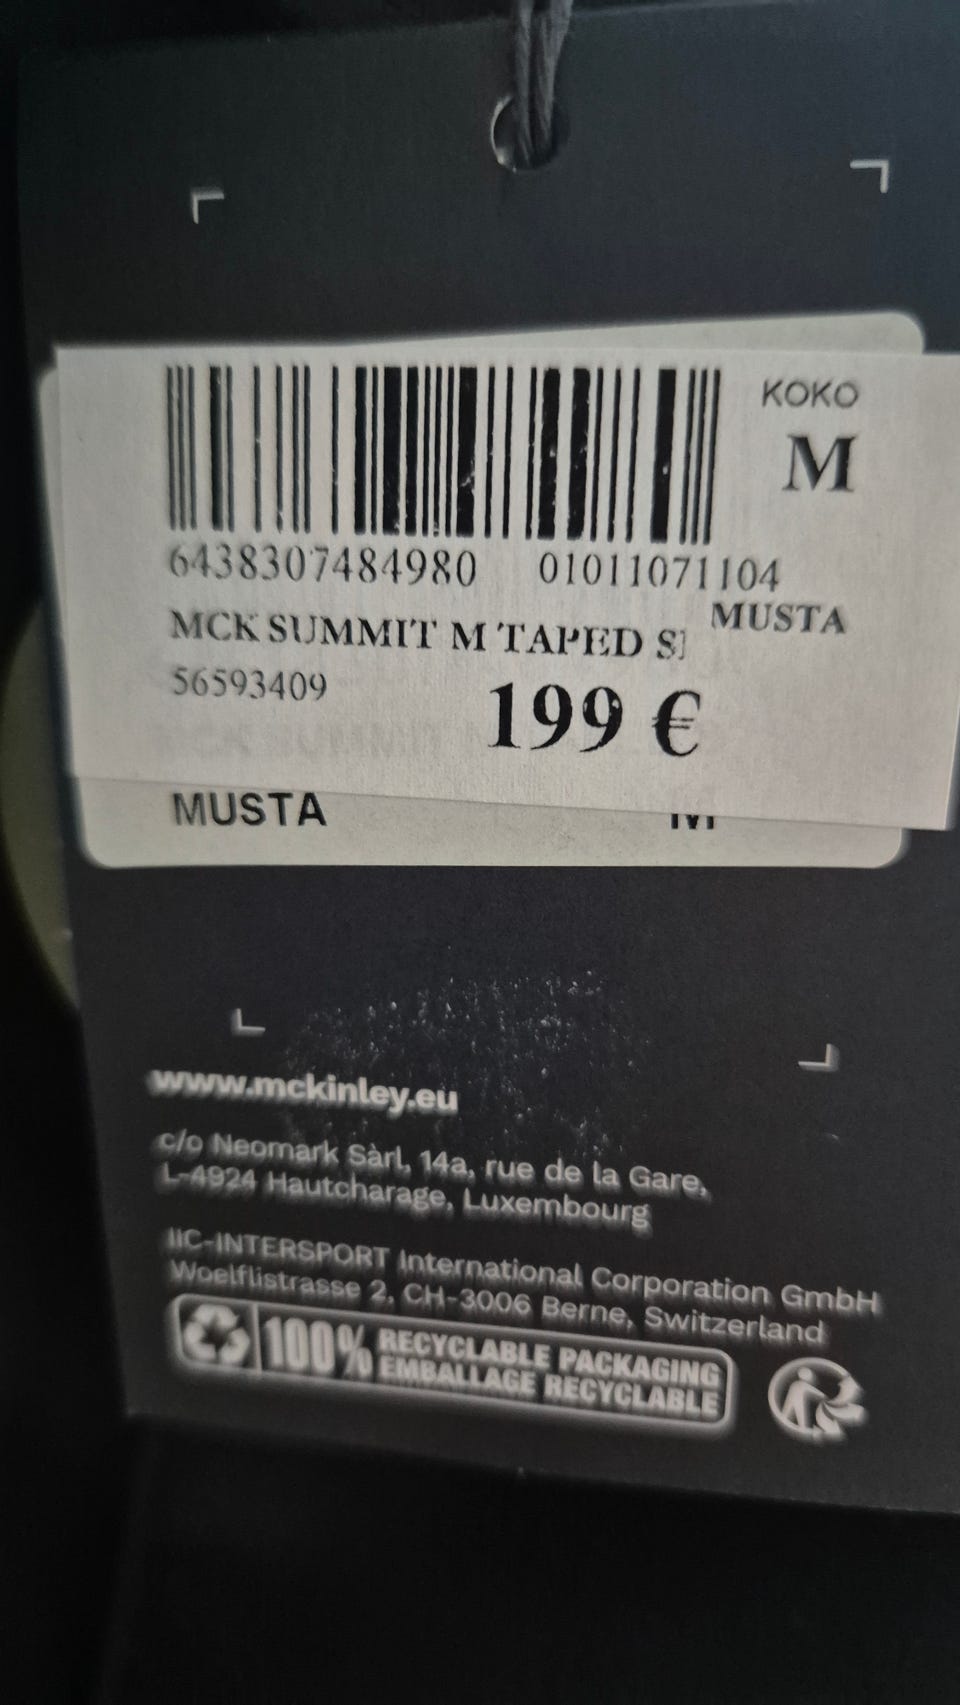 KOKO
M
6438307484980 01011071104
MCK SUMMIT M TAPED
MUSTA
56593409
199 €
MUSTA
www.mckinley.eu
c/o Neomark Sàrl, 14a, rue de la Gare,
L-4924 Hautcharage, Luxembourg
IIC-INTERSPORT International Corporation GmbH
Woelflistrasse 2, CH-3006 Berne, Switzerland
100% RECYCLABLE PACKAGING
EMBALLAGE RECYCLABLE